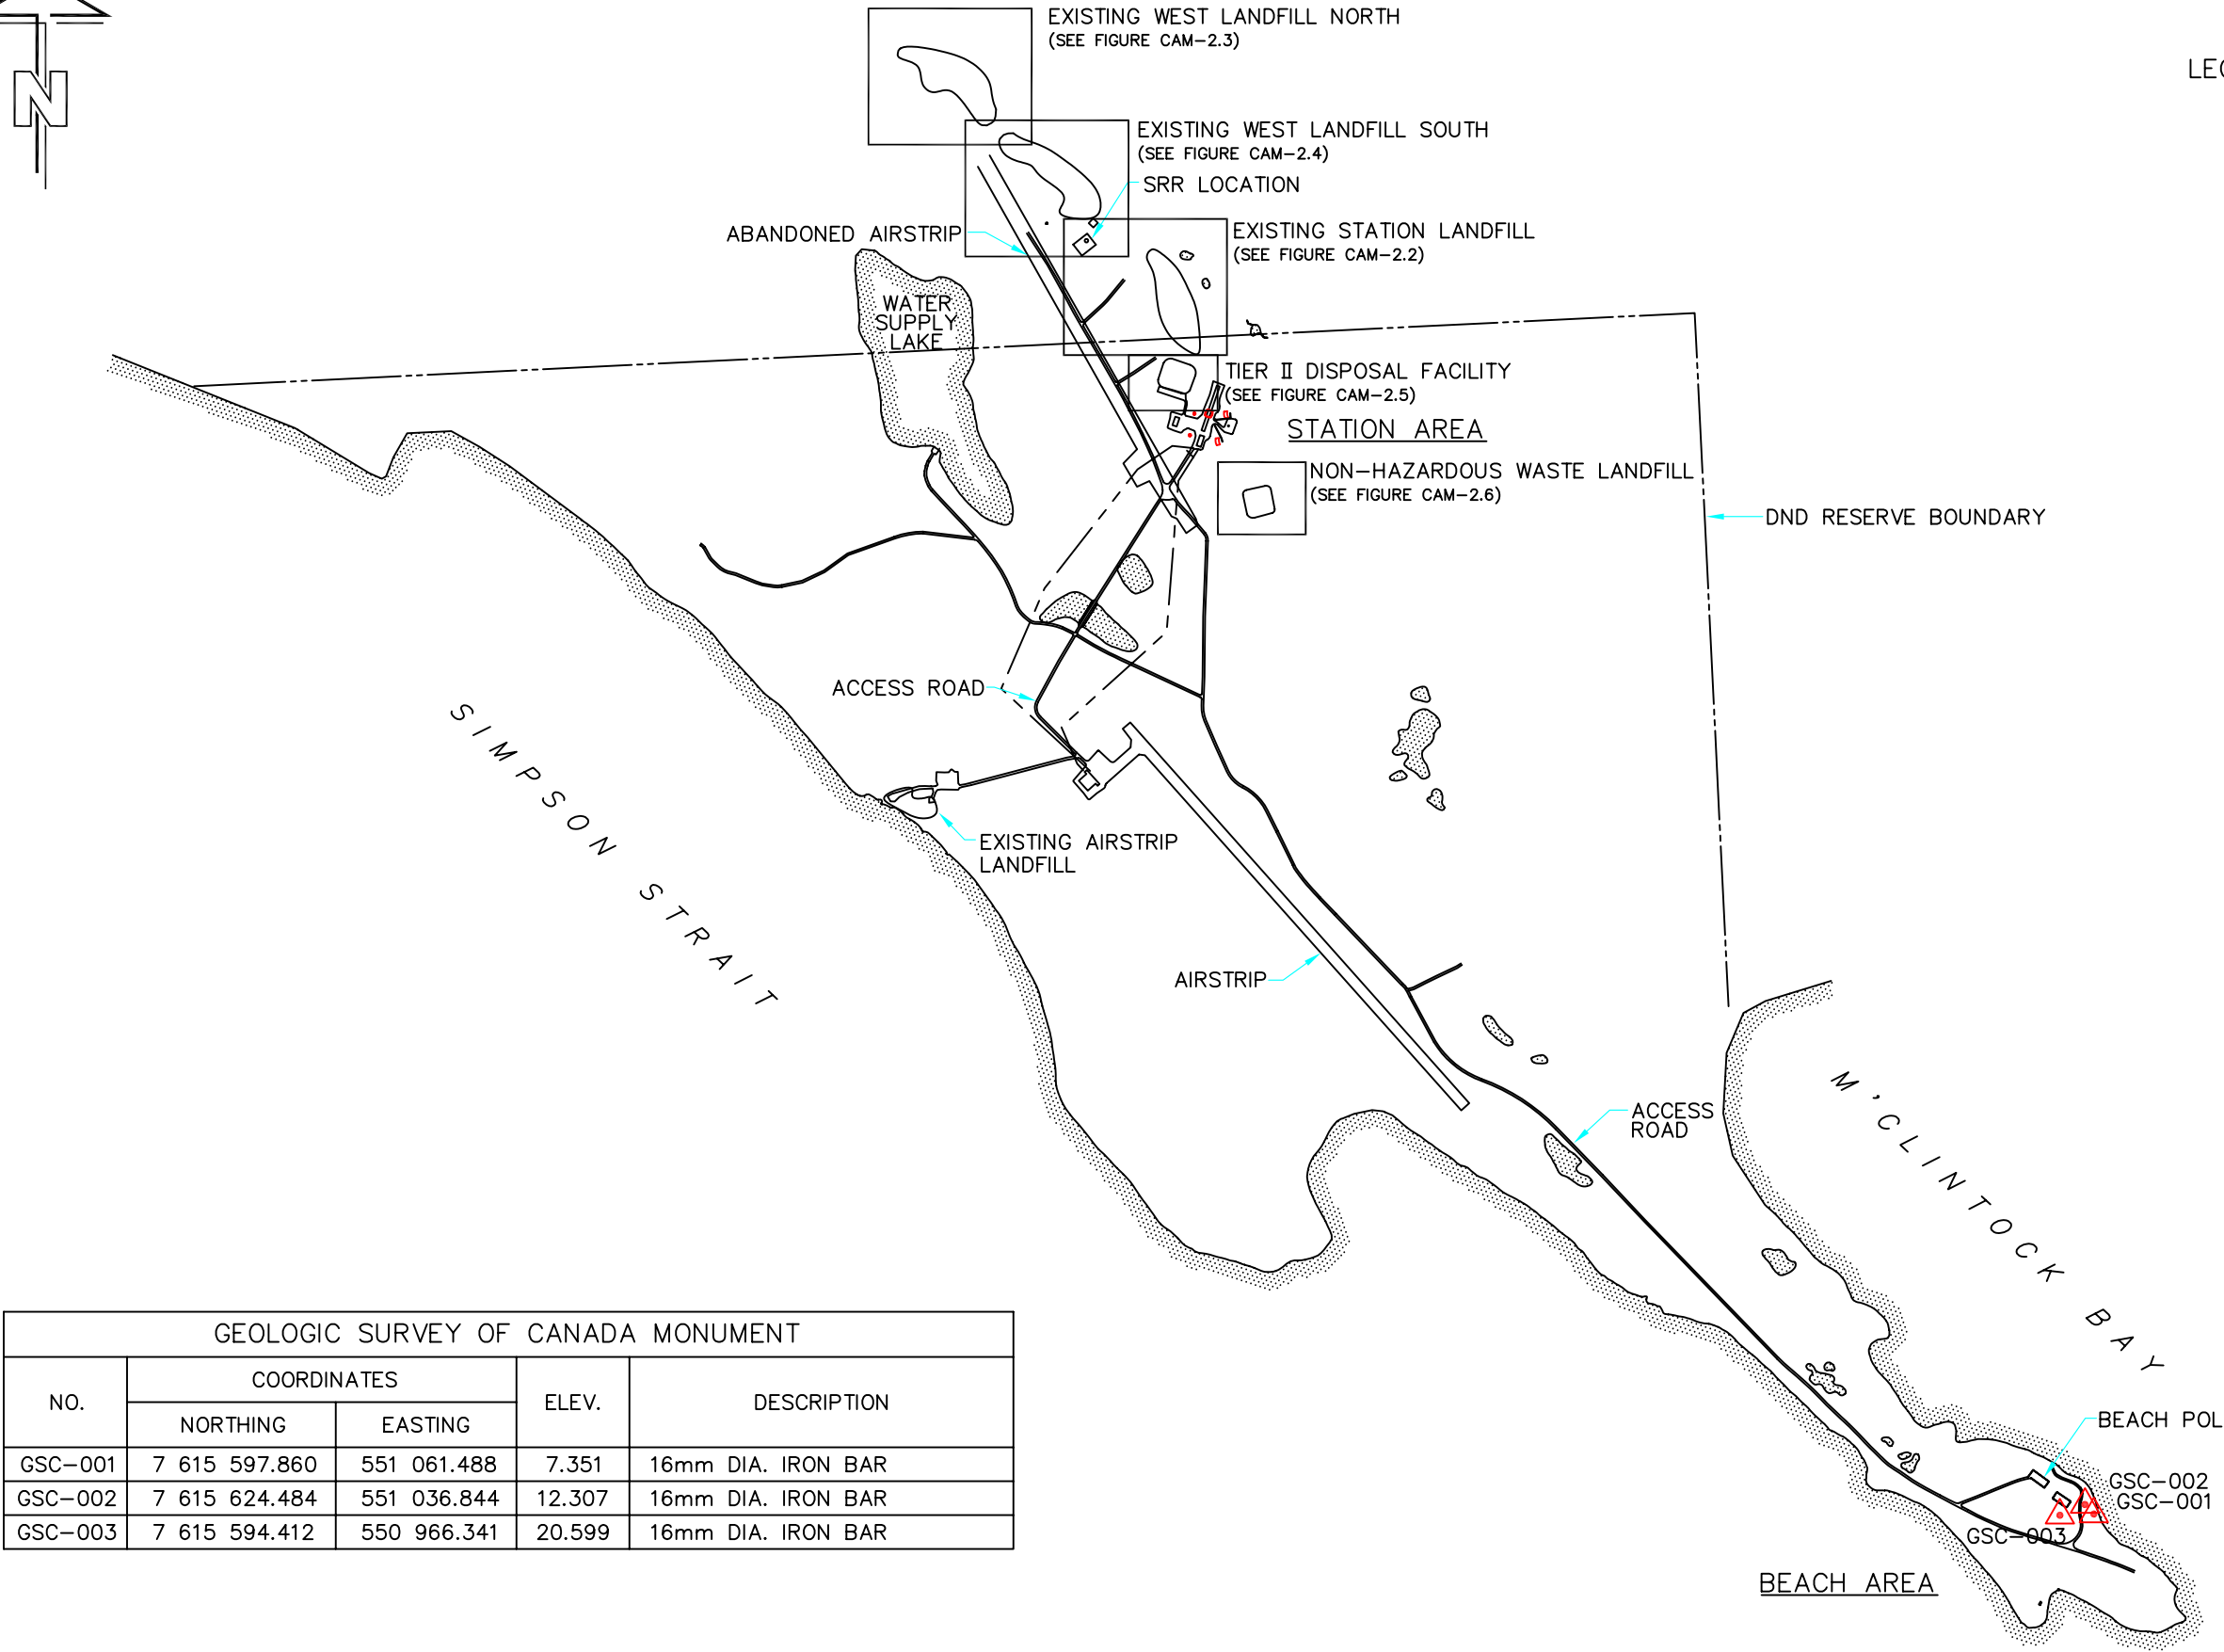 N
EXISTING WEST LANDFILL NORTH
(SEE FIGURE CAM-2.3)
EXISTING WEST LANDFILL SOUTH
(SEE FIGURE CAM-2.4)
SRR LOCATION
ABANDONED AIRSTRIP
EXISTING STATION LANDFILL
(SEE FIGURE CAM-2.2)
WATER
SUPPLY
LAKE
TIER II DISPOSAL FACILITY
(SEE FIGURE CAM-2.5)
STATION AREA
NON-HAZARDOUS WASTE LANDFILL
(SEE FIGURE CAM-2.6)
DND RESERVE BOUNDARY
ACCESS ROAD
SIMPSON STRAIT
EXISTING AIRSTRIP
LANDFILL
AIRSTRIP
ACCESS
ROAD
M'CLINTOCK BAY
BEACH POL
GSC-002
GSC-001
GSC-003
BEACH AREA
GEOLOGIC SURVEY OF CANADA MONUMENT
NO. COORDINATES ELEV. DESCRIPTION
NORTHING EASTING
GSC-001 7 615 597.860 551 061.488 7.351 16mm DIA. IRON BAR
GSC-002 7 615 624.484 551 036.844 12.307 16mm DIA. IRON BAR
GSC-003 7 615 594.412 550 966.341 20.599 16mm DIA. IRON BAR